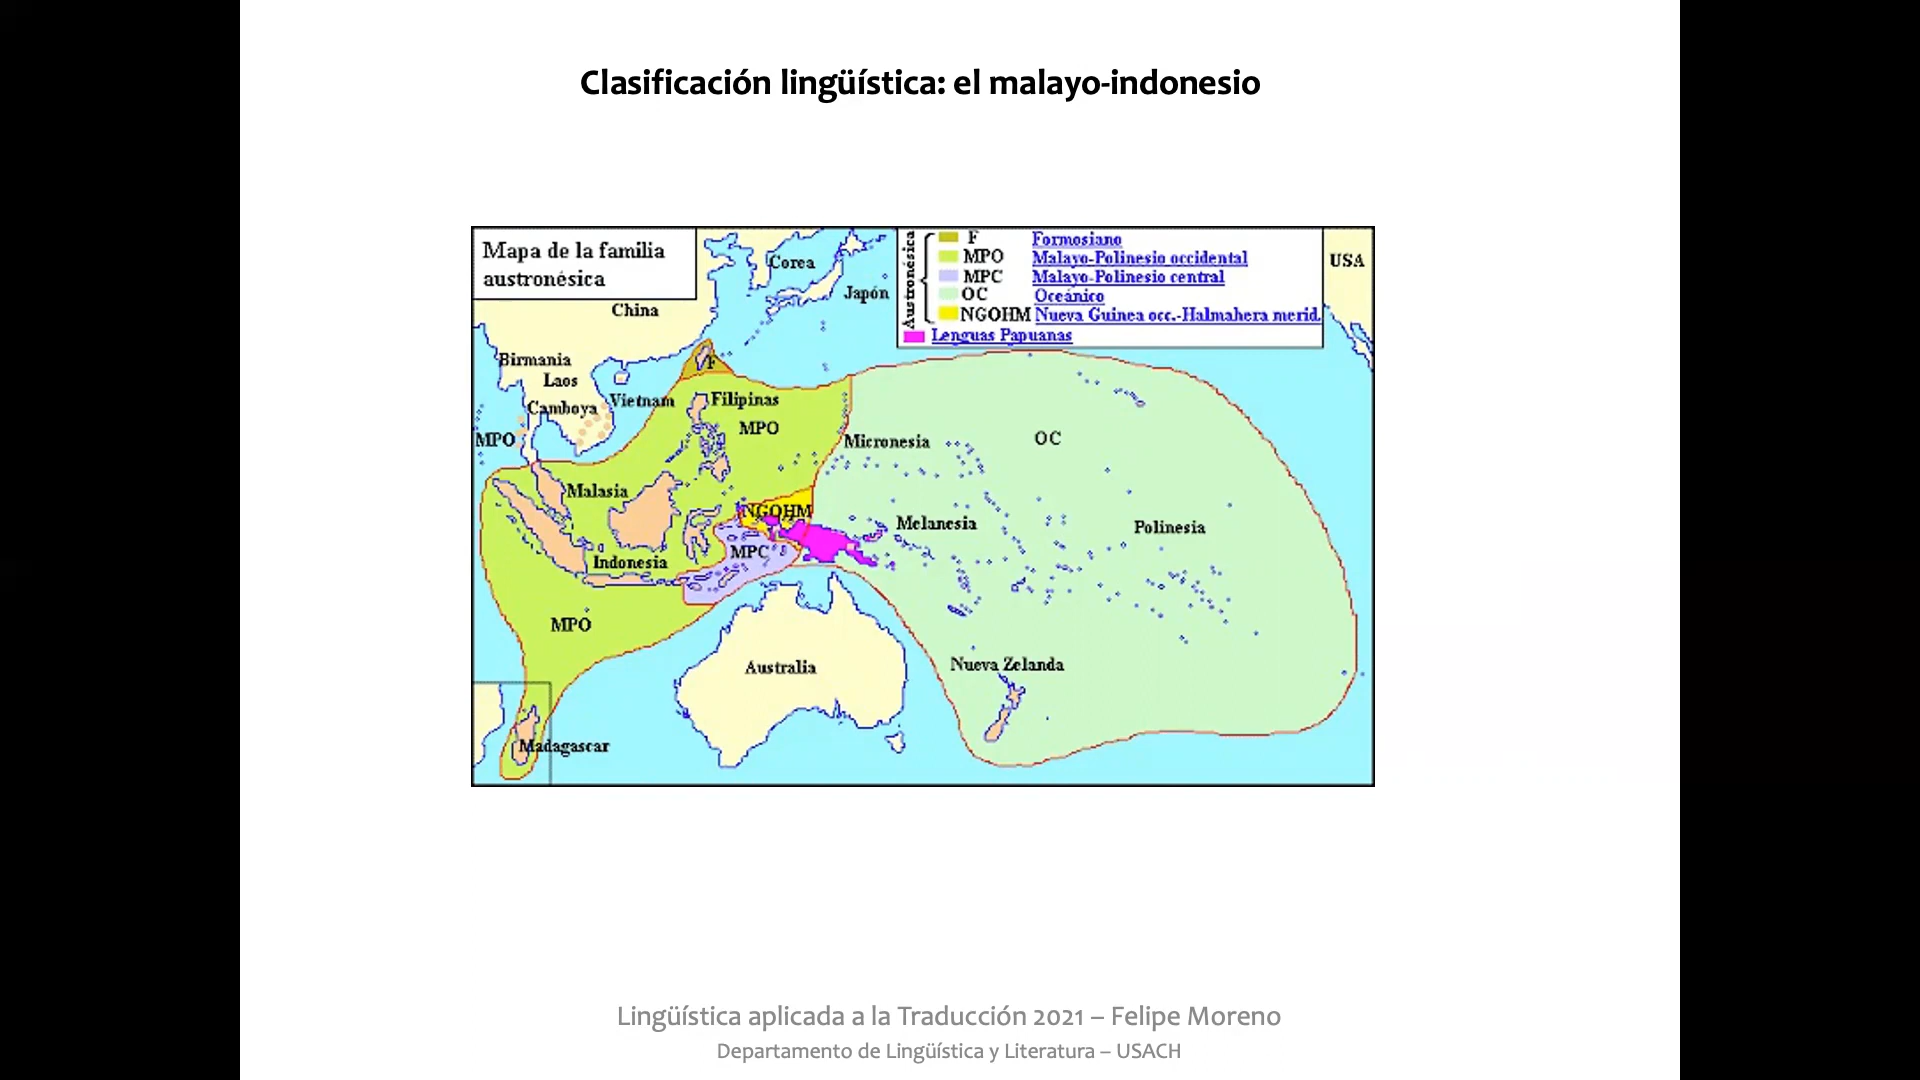 Clasificación lingüística: el malayo-indonesio
Mapa de la familia
austronésica
Austronésica
F Formosiano
MPO Malayo-Polinesio occidental
MPC Malayo-Polinesio central
OC Oceánico
NGOHM Nueva Guinea occ.-Halmahera merid.
Lenguas Papuanas
USA
Corea
Japón
China
Birmania
Laos
F
Camboya
Vietnam
Filipinas
MPO
MPO
Micronesia
OC
Malasia
NGOHM
Melanesia
Polinesia
MPC
Indonesia
MPO
Australia
Nueva Zelanda
Madagascar
Lingüística aplicada a la Traducción 2021 – Felipe Moreno
Departamento de Lingüística y Literatura – USACH